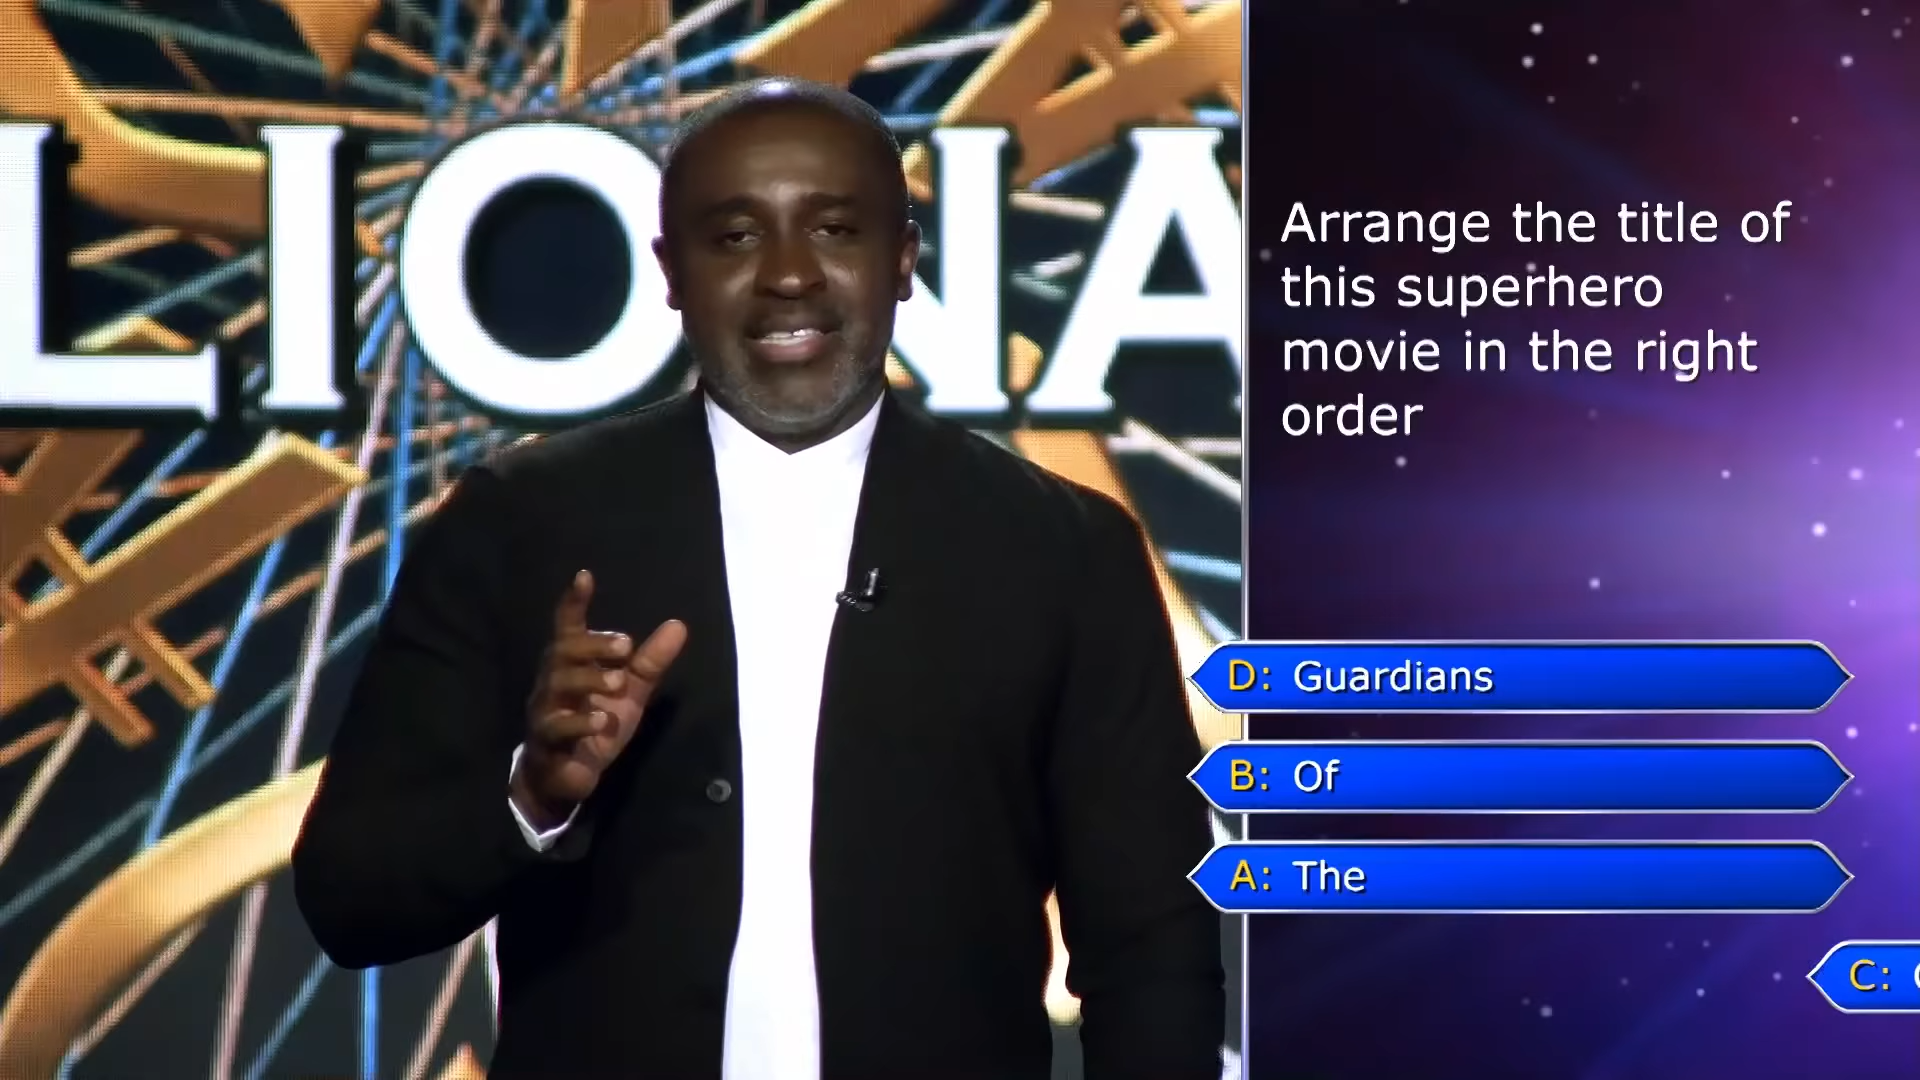 LIONA
Arrange the title of
this superhero
movie in the right
order
D: Guardians
B: Of
A: The
C: